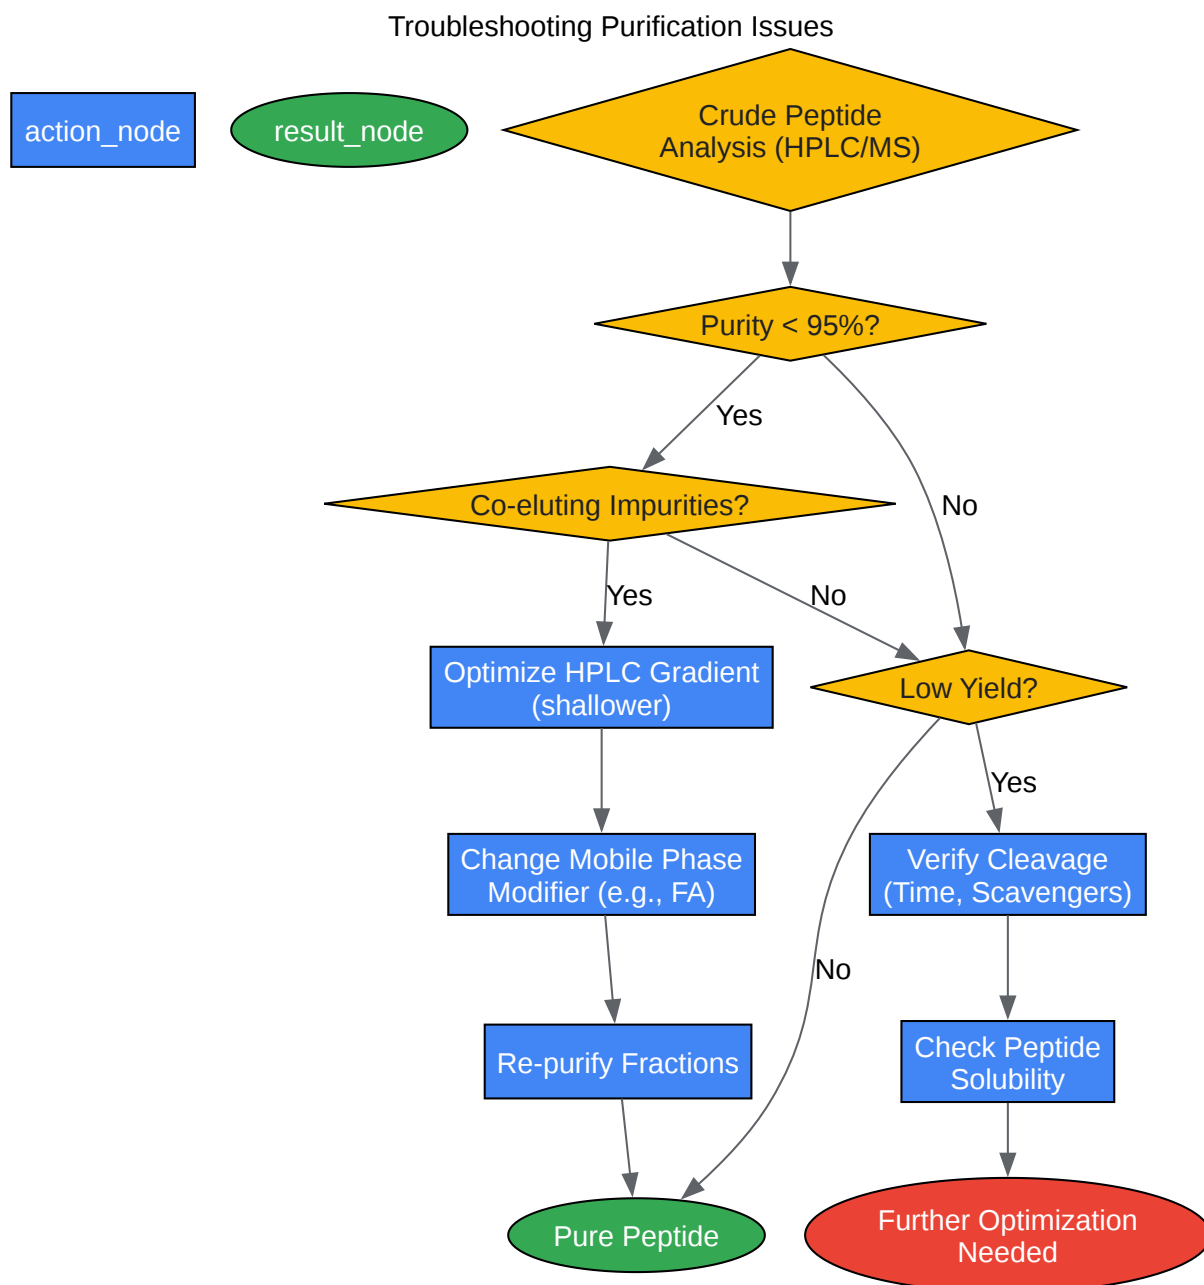 Troubleshooting Purification Issues
action_node
result_node
Crude Peptide
Analysis (HPLC/MS)
Purity < 95%?
Yes
No
Co-eluting Impurities?
Yes
No
Optimize HPLC Gradient
(shallower)
Low Yield?
Yes
No
Change Mobile Phase
Modifier (e.g., FA)
Verify Cleavage
(Time, Scavengers)
Re-purify Fractions
Check Peptide
Solubility
Pure Peptide
Further Optimization
Needed